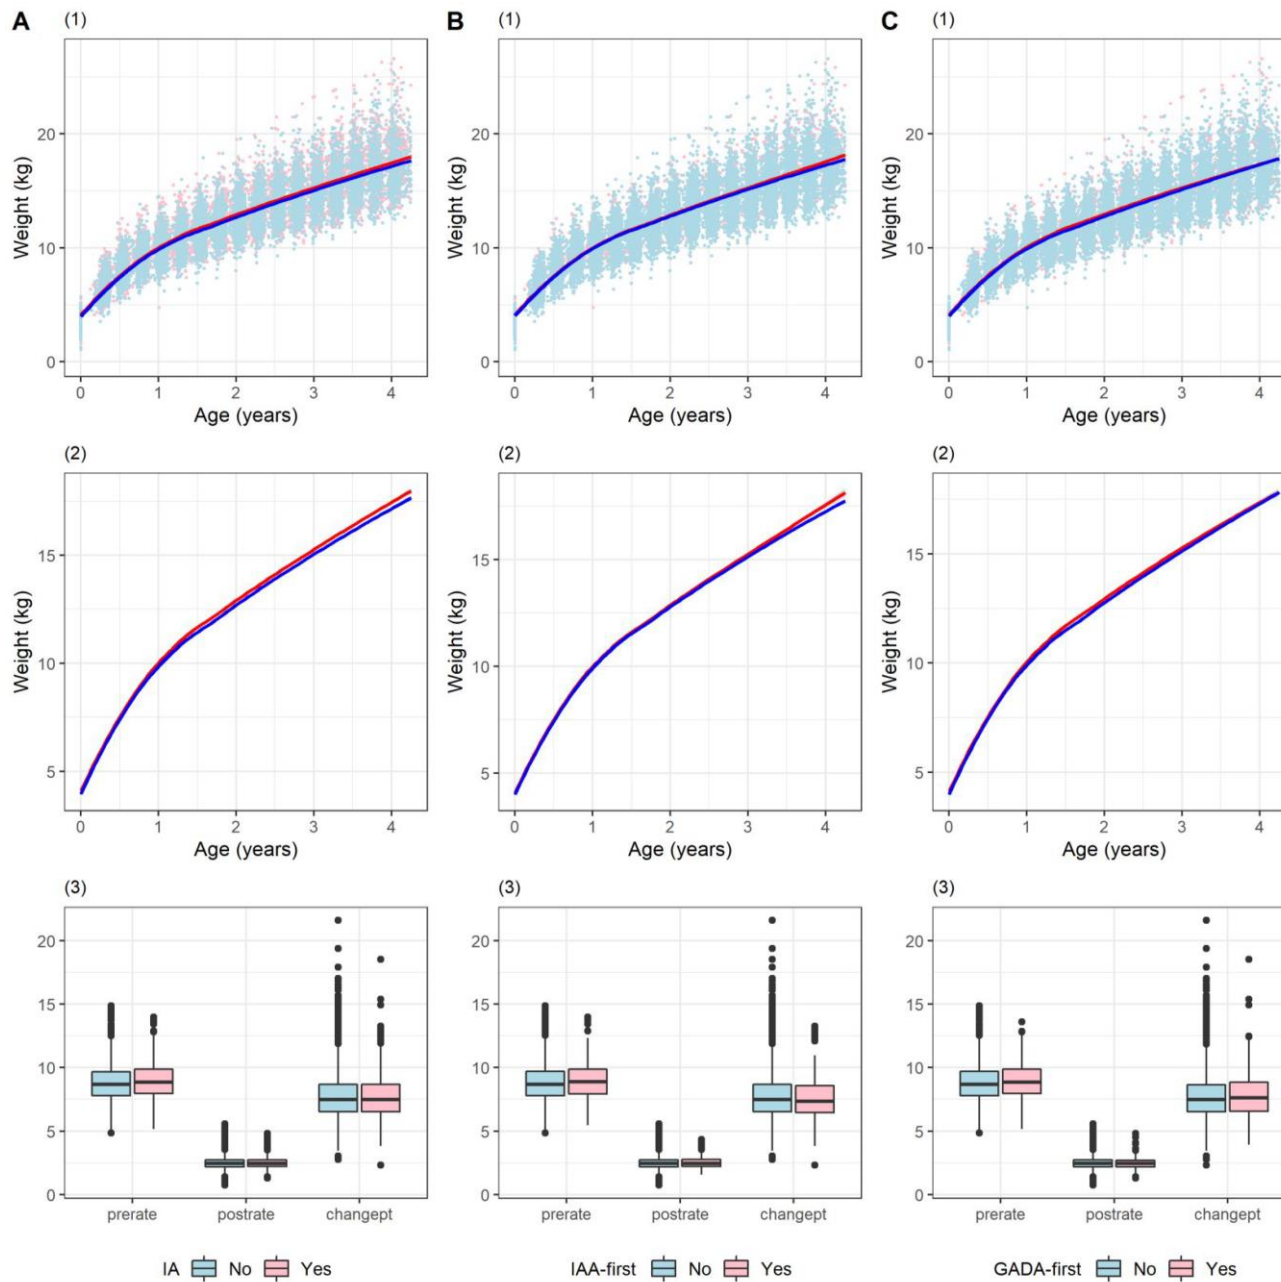 A (1) B (1) C (1)
Weight (kg) 20 10 0 Weight (kg) 20 10 0 Weight (kg) 20 10 0
0 1 2 3 4 0 1 2 3 4 0 1 2 3 4
Age (years) Age (years) Age (years)
(2) (2) (2)
Weight (kg) 15 10 5 Weight (kg) 15 10 5 Weight (kg) 15 10 5
0 1 2 3 4 0 1 2 3 4 0 1 2 3 4
Age (years) Age (years) Age (years)
(3) (3) (3)
20 15 10 5 0 20 15 10 5 0 20 15 10 5 0
prerate postrate changept prerate postrate changept prerate postrate changept
IA No Yes IAA-first No Yes GADA-first No Yes